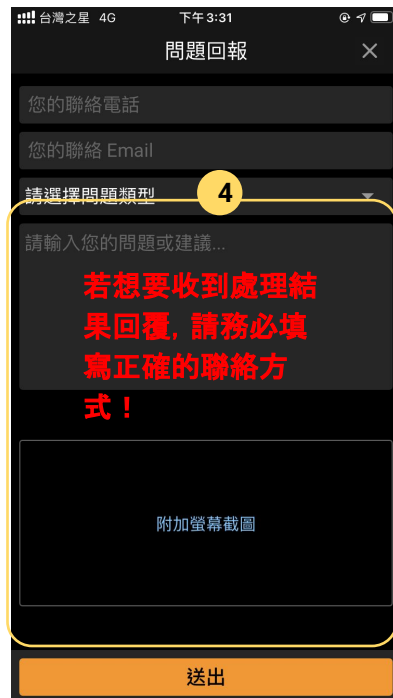 台灣之星 4G 下午3:31
問題回報
您的聯絡電話
您的聯絡 Email
請選擇問題類型
4
請輸入您的問題或建議...
若想要收到處理結
果回覆, 請務必填
寫正確的聯絡方
式！
附加螢幕截圖
送出